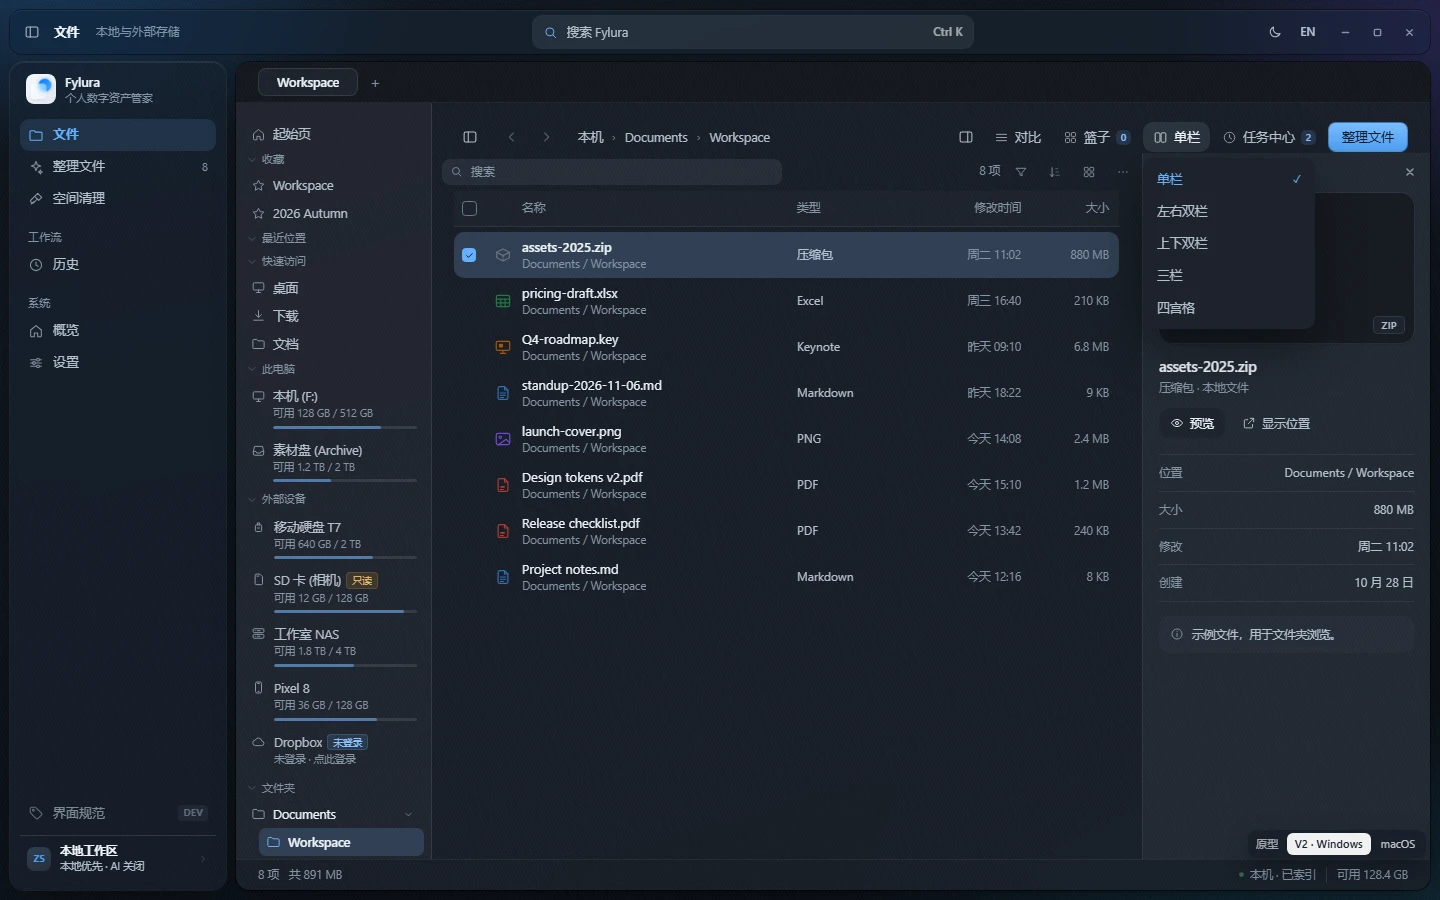 文件 本地与外部存储 搜索 Fylura Ctrl K EN
Fylura
个人数字资产管家
文件
整理文件 8
空间清理
工作流
历史
系统
概览
设置
界面规范 DEV
ZS 本地工作区
本地优先 · AI 关闭
Workspace +
起始页
收藏
Workspace
2026 Autumn
最近位置
快速访问
桌面
下载
文档
此电脑
本机 (F:)
可用 128 GB / 512 GB
素材盘 (Archive)
可用 1.2 TB / 2 TB
外部设备
移动硬盘 T7
可用 640 GB / 2 TB
SD 卡 (相机) 只读
可用 12 GB / 128 GB
工作室 NAS
可用 1.8 TB / 4 TB
Pixel 8
可用 36 GB / 128 GB
Dropbox 未登录
未登录 · 点此登录
文件夹
Documents
Workspace
本机 › Documents › Workspace 对比 篮子 0 单栏 任务中心 2 整理文件
搜索 8 项
名称 类型 修改时间 大小
assets-2025.zip 压缩包 周二 11:02 880 MB
Documents / Workspace
pricing-draft.xlsx Excel 周三 16:40 210 KB
Documents / Workspace
Q4-roadmap.key Keynote 昨天 09:10 6.8 MB
Documents / Workspace
standup-2026-11-06.md Markdown 昨天 18:22 9 KB
Documents / Workspace
launch-cover.png PNG 今天 14:08 2.4 MB
Documents / Workspace
Design tokens v2.pdf PDF 今天 15:10 1.2 MB
Documents / Workspace
Release checklist.pdf PDF 今天 13:42 240 KB
Documents / Workspace
Project notes.md Markdown 今天 12:16 8 KB
Documents / Workspace
单栏
左右双栏
上下双栏
三栏
四宫格
ZIP
assets-2025.zip
压缩包 · 本地文件
预览 显示位置
位置 Documents / Workspace
大小 880 MB
修改 周二 11:02
创建 10 月 28 日
示例文件，用于文件夹浏览。
原型 V2 · Windows macOS
8 项 共 891 MB 本机 · 已索引 可用 128.4 GB